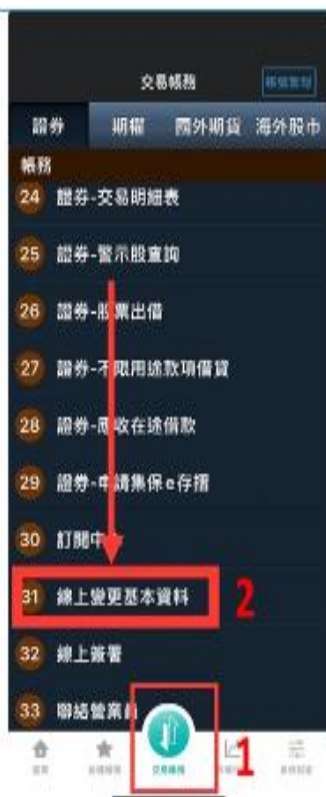 交易帳務
證券 期權 國外期貨 海外股市
帳務
24 證券-交易明細表
25 證券-警示股查詢
26 證券-股票出借
27 證券-不限用途款項借貸
28 證券-應收在途借款
29 證券-申請集保e存摺
30 訂閱中
31 線上變更基本資料 2
32 線上簽署
33 聯絡營業員
1
首頁 交易帳務